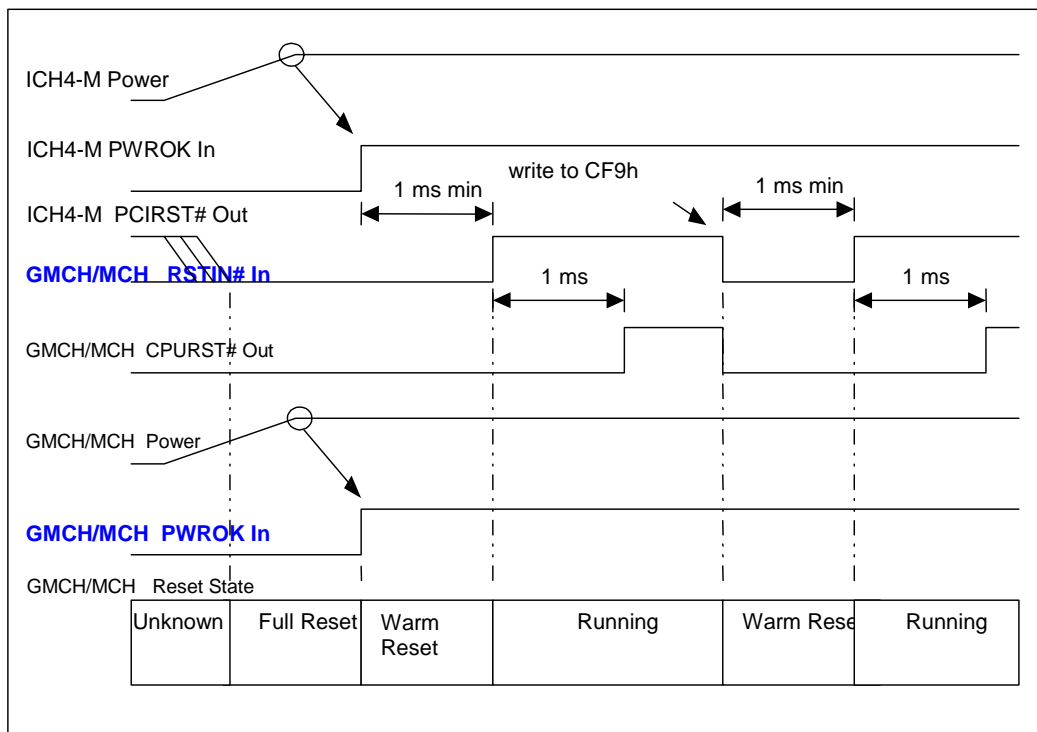 ICH4-M Power
ICH4-M PWROK In
write to CF9h
1 ms min
1 ms min
ICH4-M PCIRST# Out
GMCH/MCH RSTIN# In
1 ms
1 ms
GMCH/MCH CPURST# Out
GMCH/MCH Power
GMCH/MCH PWROK In
GMCH/MCH Reset State
Unknown
Full Reset
Warm
Reset
Running
Warm Rese
Running